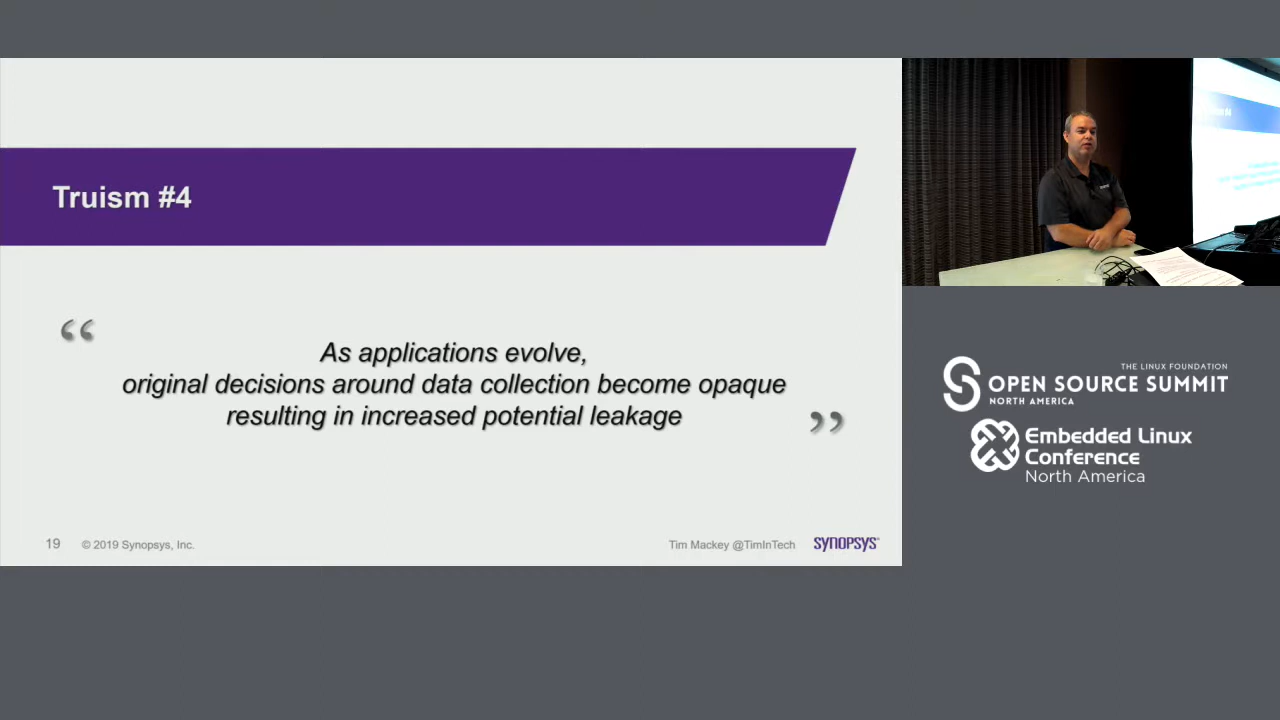 Truism #4
“
As applications evolve,
original decisions around data collection become opaque
resulting in increased potential leakage
”
19 © 2019 Synopsys, Inc.
Tim Mackey @TimInTech SYNOPSYS®
THE LINUX FOUNDATION
OPEN SOURCE SUMMIT
NORTH AMERICA
Embedded Linux
Conference
North America